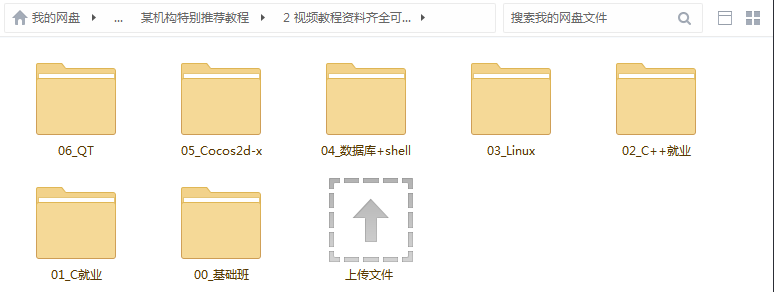 我的网盘 ... 某机构特别推荐教程 2 视频教程资料齐全可... 搜索我的网盘文件
06_QT 05_Cocos2d-x 04_数据库+shell 03_Linux 02_C++就业
01_C就业 00_基础班 上传文件